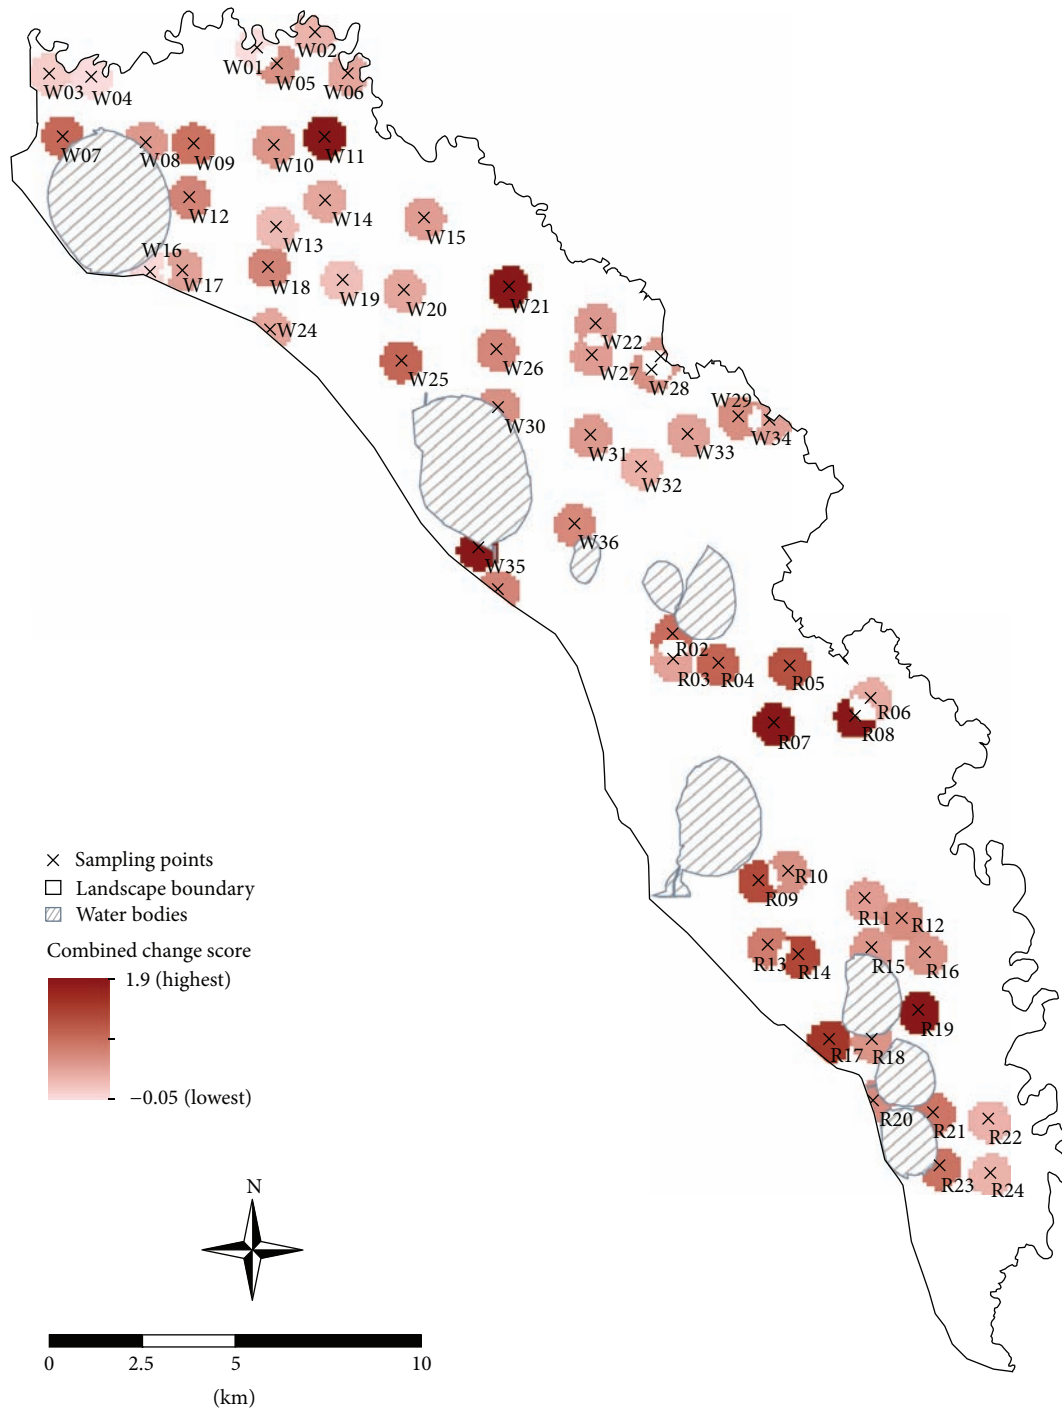 W02
W01
W05
W03
W04
W06
W07
W08
W09
W10
W11
W12
W14
W13
W15
W16
W17
W18
W19
W20
W21
W24
W22
W25
W26
W27
W28
W29
W30
W34
W31
W33
W32
W36
W35
R02
R03
R04
R05
R06
R07
R08
R10
R09
R11
R12
R13
R14
R15
R16
R19
R17
R18
R20
R21
R22
R23
R24
Sampling points
Landscape boundary
Water bodies
Combined change score
1.9 (highest)
−0.05 (lowest)
N
0 2.5 5 10
(km)